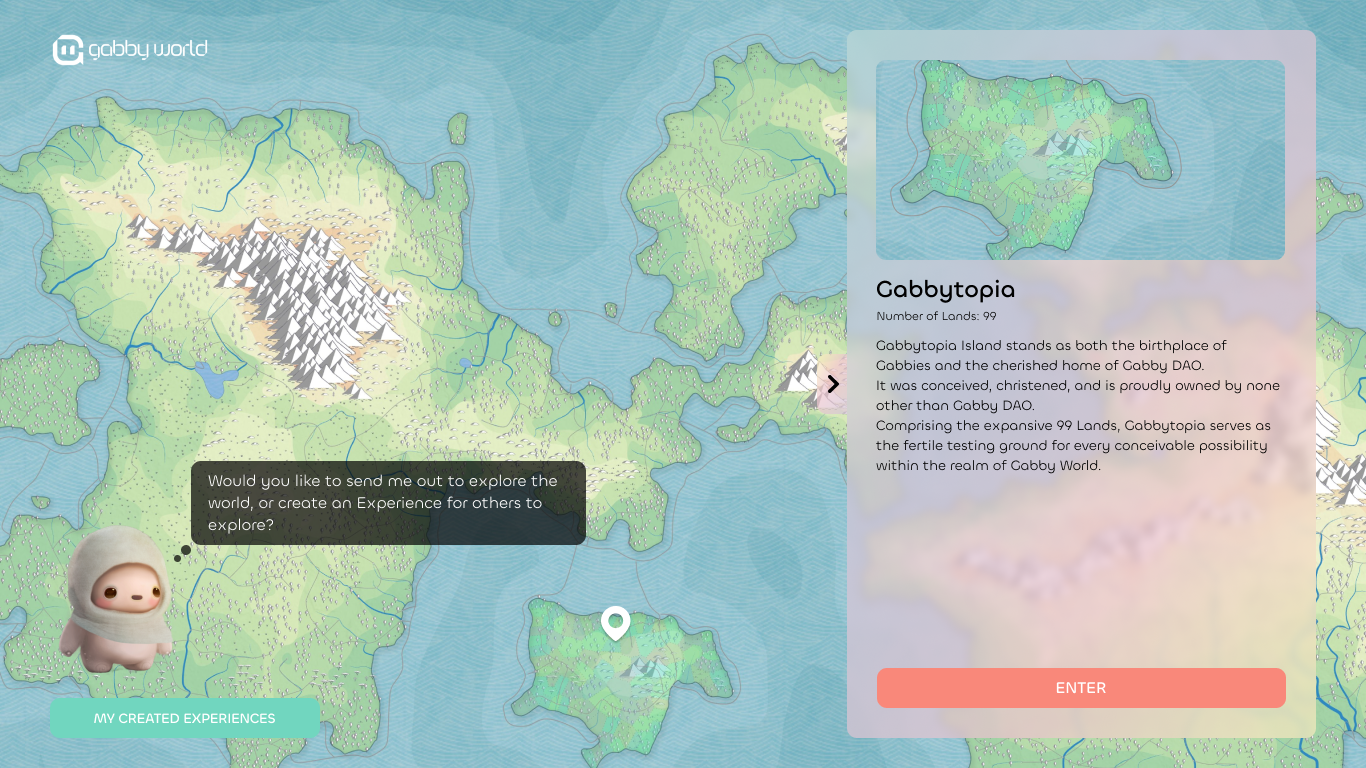 gabby world
Gabbytopia
Number of Lands: 99
Gabbytopia Island stands as both the birthplace of
Gabbies and the cherished home of Gabby DAO.
It was conceived, christened, and is proudly owned by none
other than Gabby DAO.
Comprising the expansive 99 Lands, Gabbytopia serves as
the fertile testing ground for every conceivable possibility
within the realm of Gabby World.
Would you like to send me out to explore the
world, or create an Experience for others to
explore?
ENTER
MY CREATED EXPERIENCES